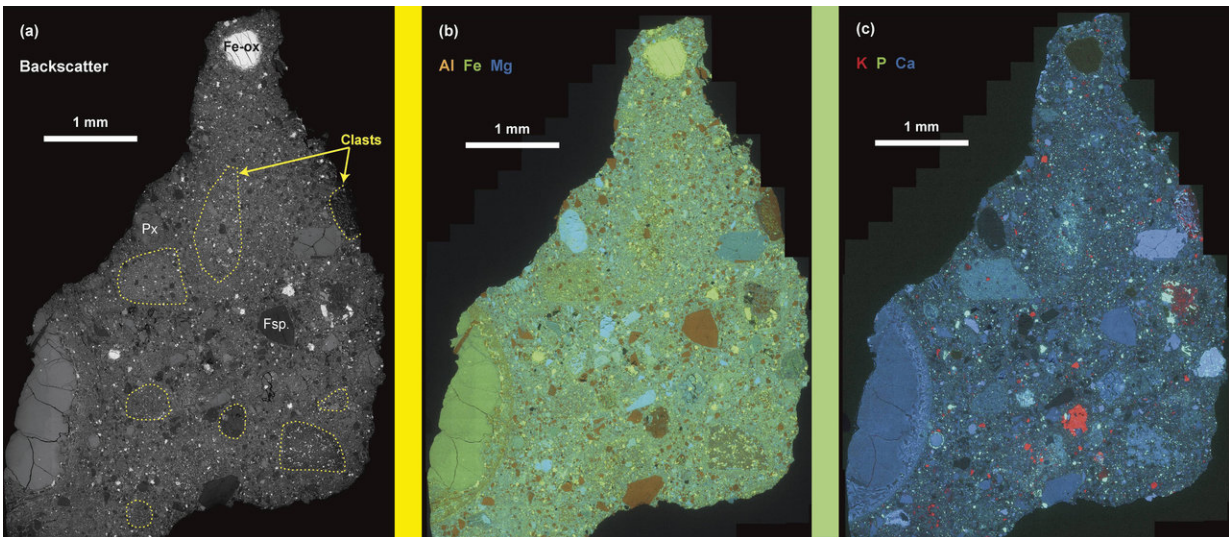 (a)
Backscatter
1 mm
Fe-ox
Clasts
Px
Fsp.
(b)
Al Fe Mg
1 mm
(c)
K P Ca
1 mm